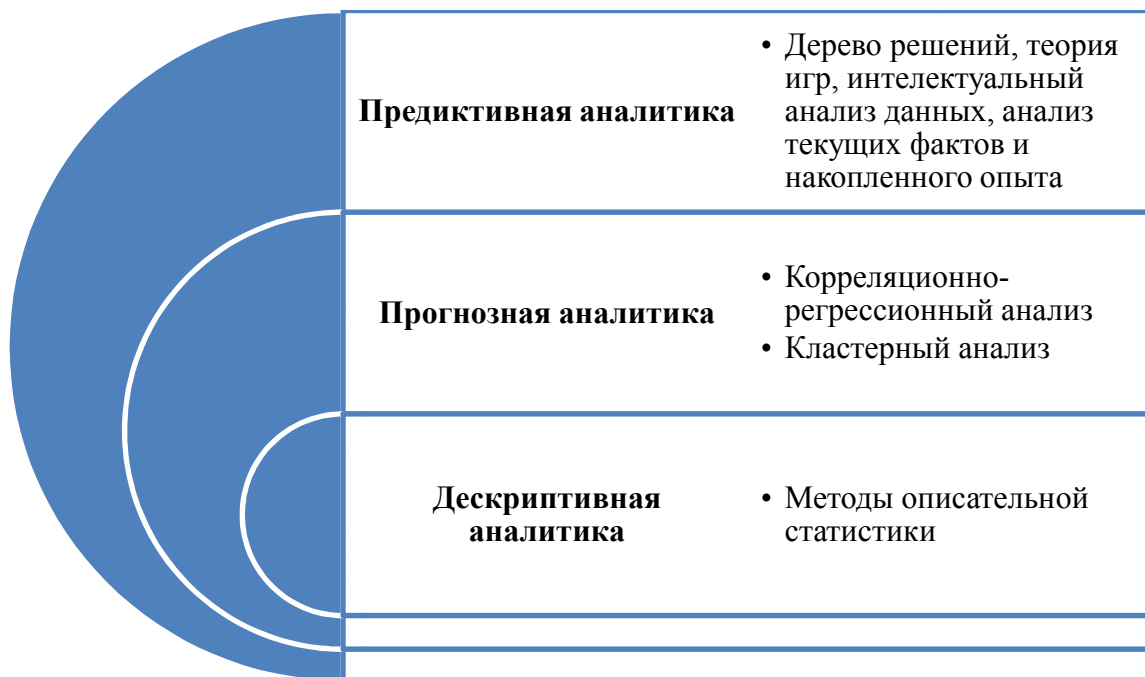 Предиктивная аналитика
• Дерево решений, теория
игр, интелектуальный
анализ данных, анализ
текущих фактов и
накопленного опыта
Прогнозная аналитика
• Корреляционно-
регрессионный анализ
• Кластерный анализ
Дескриптивная
аналитика
• Методы описательной
статистики